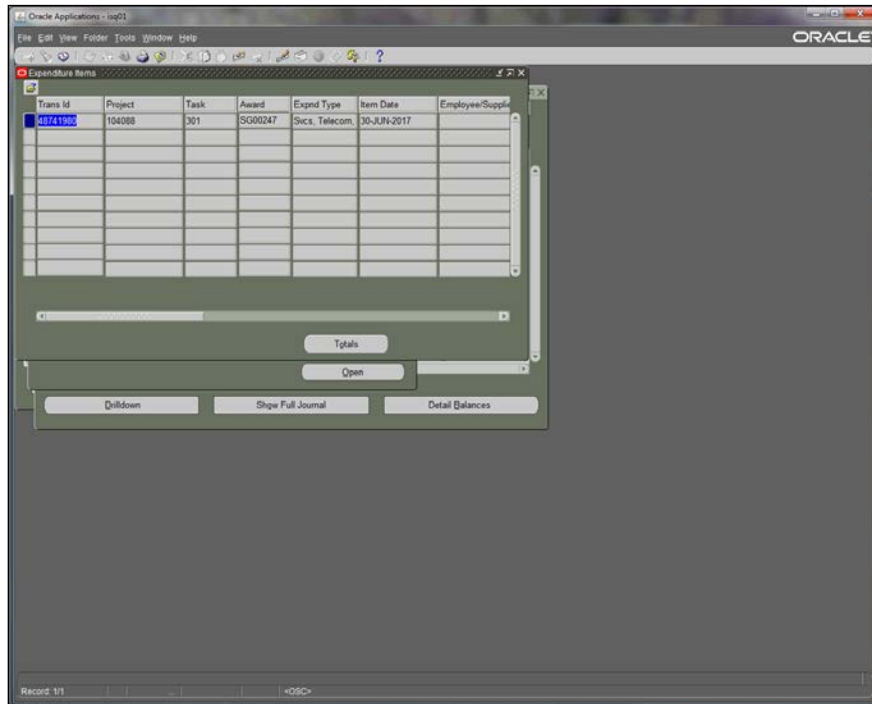 Oracle Applications - isq01
File Edit View Folder Tools Window Help
ORACLE
?
Expenditure Items
Trans Id Project Task Award Expnd Type Item Date Employee/Supplie
48741980 104088 301 SG00247 Svcs, Telecom, 30-JUN-2017
Totals
Open
Drilldown Show Full Journal Detail Balances
Record: 1/1 ... <OSC>